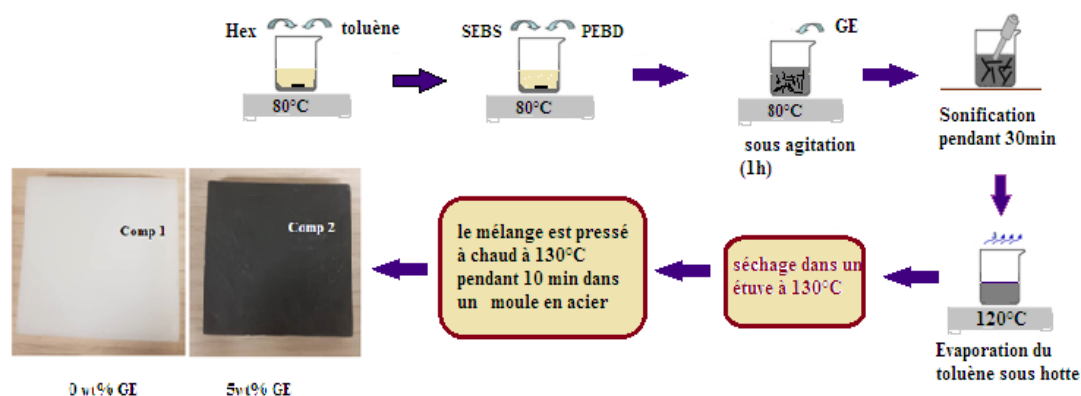 Hex
toluène
80°C
SEBS
PEBD
80°C
GE
80°C
sous agitation
(1h)
Sonification
pendant 30min
120°C
Evaporation du
toluène sous hotte
séchage dans un
étuve à 130°C
le mélange est pressé
à chaud à 130°C
pendant 10 min dans
un moule en acier
Comp 1
Comp 2
0 wt% GE
5wt% GE